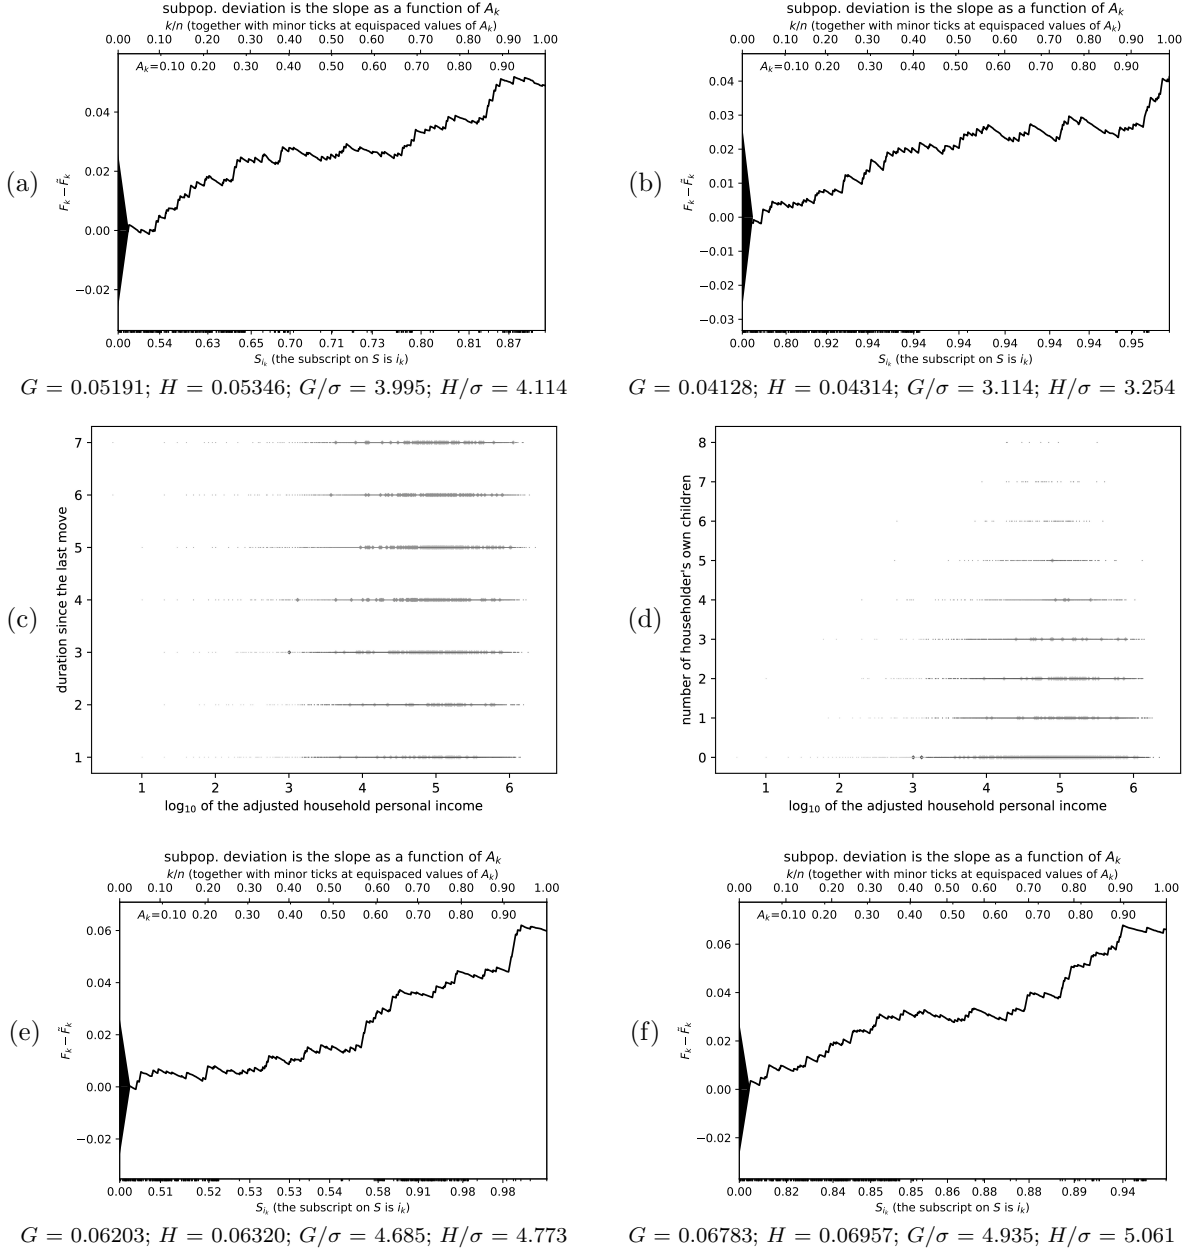 subpop. deviation is the slope as a function of A_k
k/n (together with minor ticks at equispaced values of A_k)
0.00 0.10 0.20 0.30 0.40 0.50 0.60 0.70 0.80 0.90 1.00
A_k=0.10 0.20 0.30 0.40 0.50 0.60 0.70 0.80 0.90
0.04
0.02
0.00
−0.02
F_k − F̃_k
(a)
0.00 0.54 0.63 0.65 0.70 0.71 0.73 0.80 0.81 0.87
S_{i_k} (the subscript on S is i_k)
G = 0.05191; H = 0.05346; G/σ = 3.995; H/σ = 4.114
subpop. deviation is the slope as a function of A_k
k/n (together with minor ticks at equispaced values of A_k)
0.00 0.10 0.20 0.30 0.40 0.50 0.60 0.70 0.80 0.90 1.00
A_k=0.10 0.20 0.30 0.40 0.50 0.60 0.70 0.80 0.90
0.04
0.03
0.02
0.01
0.00
−0.01
−0.02
−0.03
F_k − F̃_k
(b)
0.00 0.80 0.92 0.94 0.94 0.94 0.94 0.94 0.94 0.95
S_{i_k} (the subscript on S is i_k)
G = 0.04128; H = 0.04314; G/σ = 3.114; H/σ = 3.254
(c)
duration since the last move
7
6
5
4
3
2
1
1 2 3 4 5 6
log₁₀ of the adjusted household personal income
(d)
number of householder's own children
8
7
6
5
4
3
2
1
0
1 2 3 4 5 6
log₁₀ of the adjusted household personal income
subpop. deviation is the slope as a function of A_k
k/n (together with minor ticks at equispaced values of A_k)
0.00 0.10 0.20 0.30 0.40 0.50 0.60 0.70 0.80 0.90 1.00
A_k=0.10 0.20 0.30 0.40 0.50 0.60 0.70 0.80 0.90
0.06
0.04
0.02
0.00
−0.02
F_k − F̃_k
(e)
0.00 0.51 0.52 0.53 0.53 0.54 0.58 0.91 0.98 0.98
S_{i_k} (the subscript on S is i_k)
G = 0.06203; H = 0.06320; G/σ = 4.685; H/σ = 4.773
subpop. deviation is the slope as a function of A_k
k/n (together with minor ticks at equispaced values of A_k)
0.00 0.10 0.20 0.30 0.40 0.50 0.60 0.70 0.80 0.90 1.00
A_k=0.10 0.20 0.30 0.40 0.50 0.60 0.70 0.80 0.90
0.06
0.04
0.02
0.00
−0.02
F_k − F̃_k
(f)
0.00 0.82 0.84 0.85 0.85 0.86 0.88 0.88 0.89 0.94
S_{i_k} (the subscript on S is i_k)
G = 0.06783; H = 0.06957; G/σ = 4.935; H/σ = 5.061